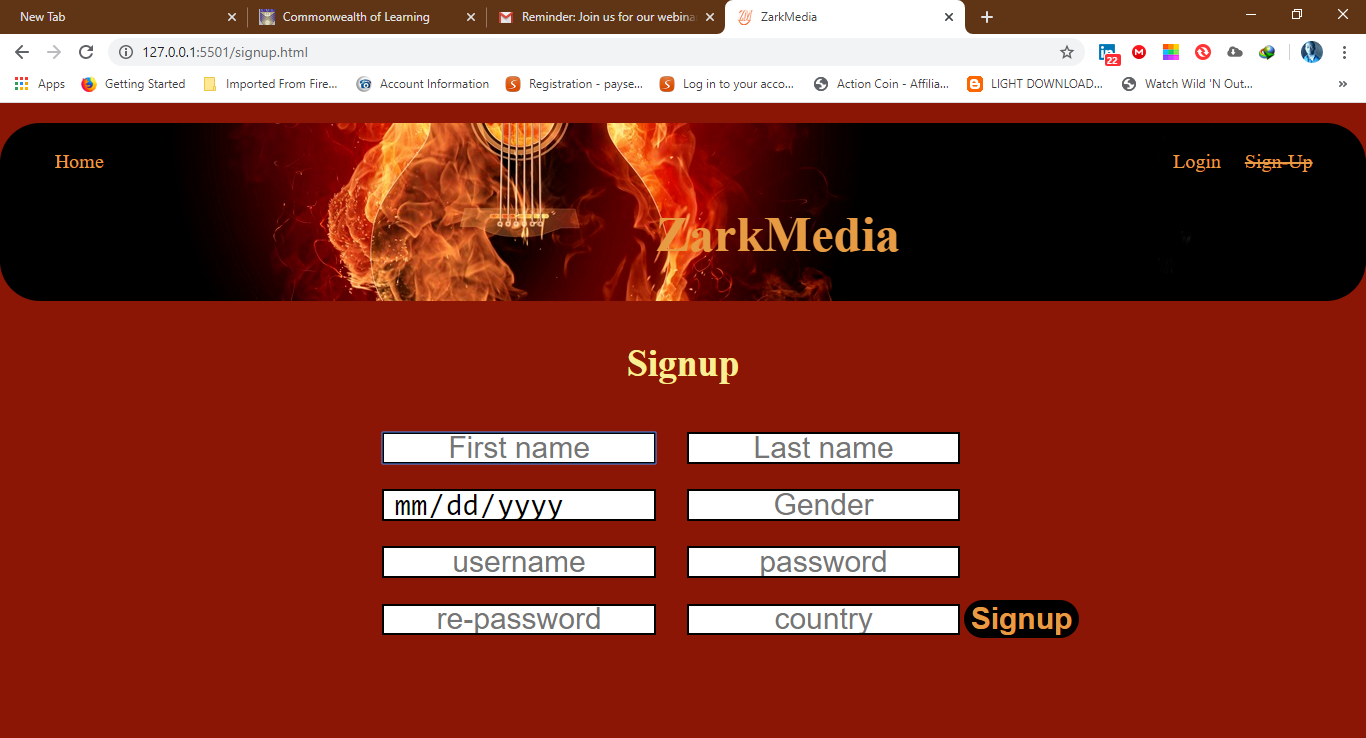 New Tab
Commonwealth of Learning
Reminder: Join us for our webina
ZarkMedia
127.0.0.1:5501/signup.html
22
Apps
Getting Started
Imported From Fire...
Account Information
Registration - payse...
Log in to your acco...
Action Coin - Affilia...
LIGHT DOWNLOAD...
Watch Wild 'N Out...
»
Home
Login
Sign-Up
ZarkMedia
Signup
First name
Last name
mm/dd/yyyy
Gender
username
password
re-password
country
Signup